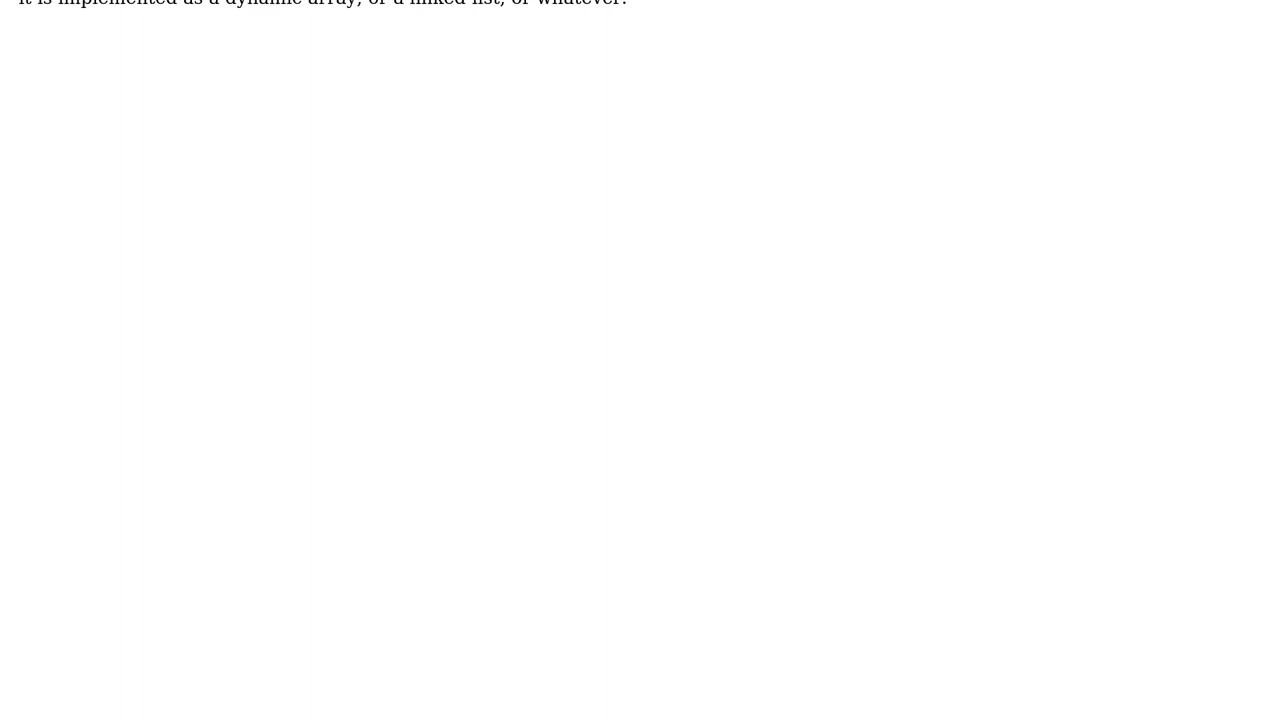 it is implemented as a dynamic array, or a linked list, or whatever.